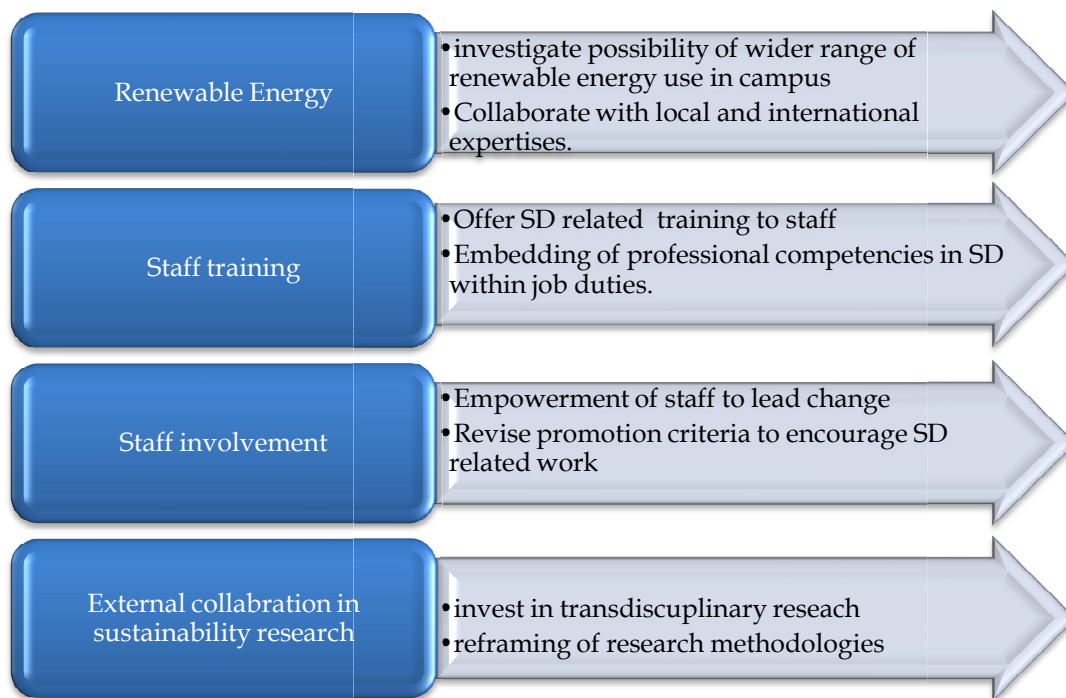 Renewable Energy
•investigate possibility of wider range of
renewable energy use in campus
•Collaborate with local and international
expertises.
Staff training
•Offer SD related training to staff
•Embedding of professional competencies in SD
within job duties.
Staff involvement
•Empowerment of staff to lead change
•Revise promotion criteria to encourage SD
related work
External collabration in
sustainability research
•invest in transdiscuplinary reseach
•reframing of research methodologies